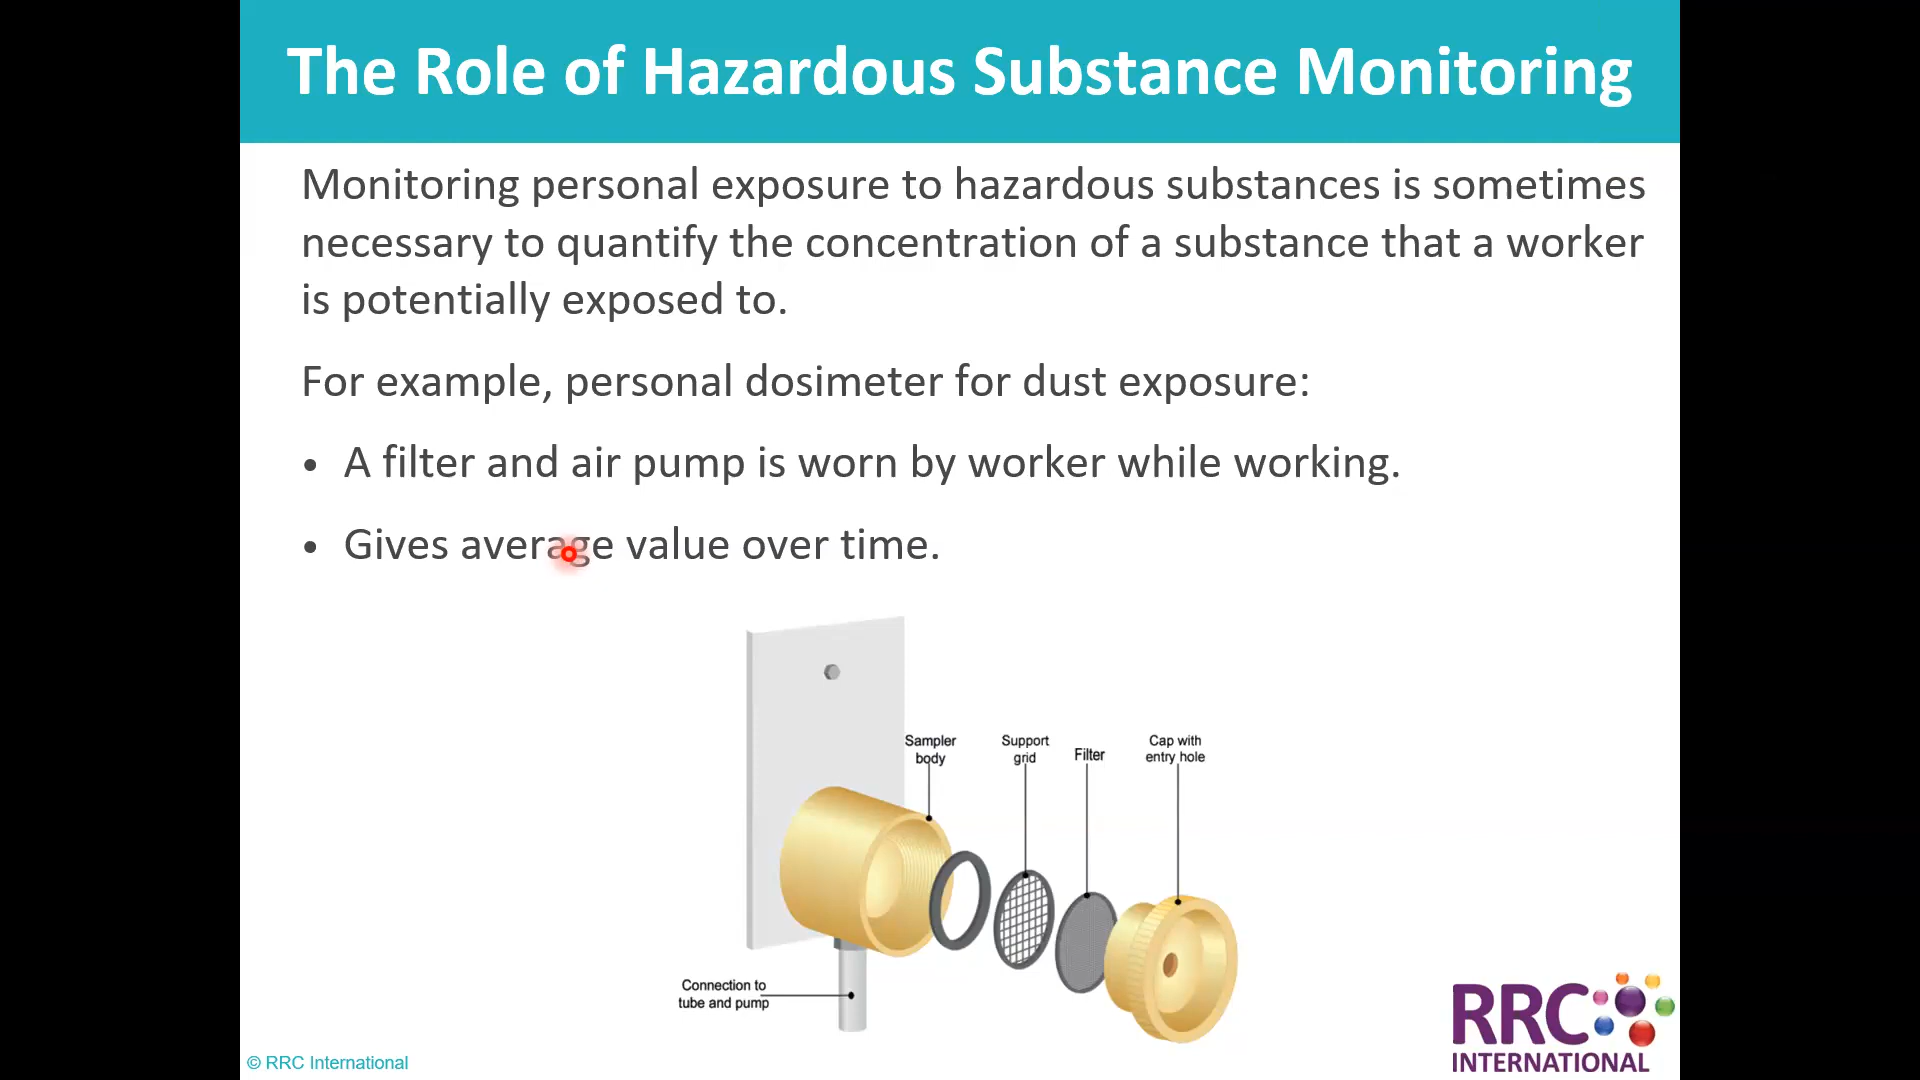 The Role of Hazardous Substance Monitoring
Monitoring personal exposure to hazardous substances is sometimes
necessary to quantify the concentration of a substance that a worker
is potentially exposed to.
For example, personal dosimeter for dust exposure:
• A filter and air pump is worn by worker while working.
• Gives average value over time.
Sampler
body
Support
grid
Filter
Cap with
entry hole
Connection to
tube and pump
© RRC International
RRC
INTERNATIONAL